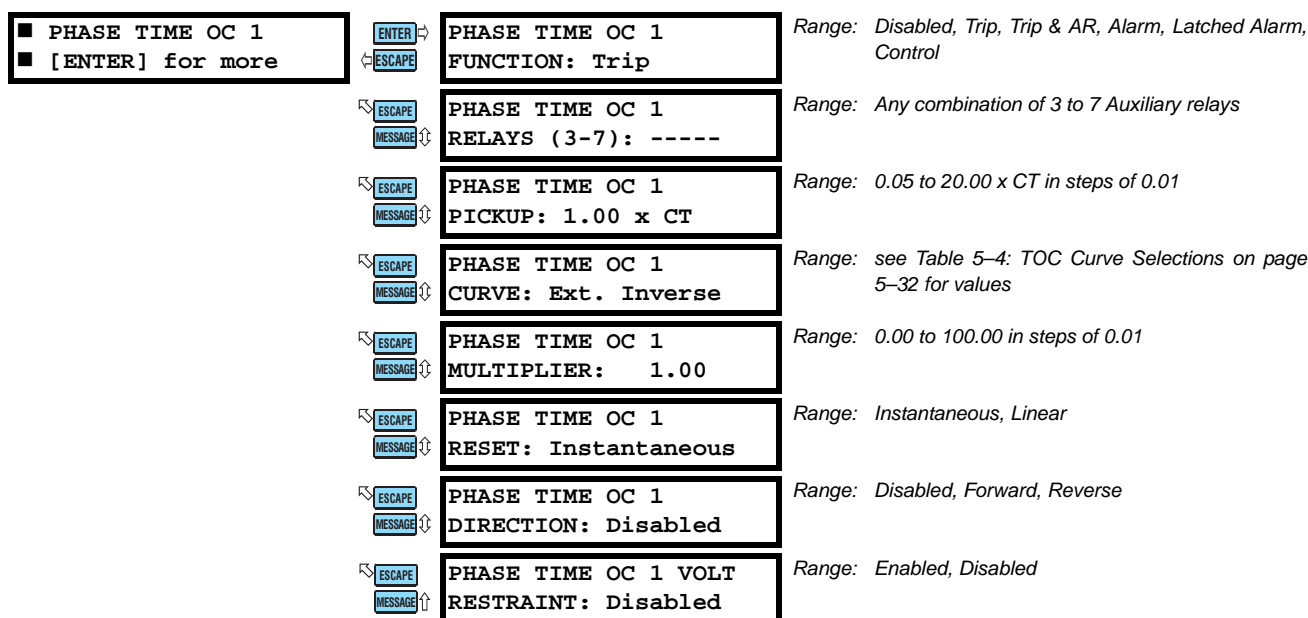 ■ PHASE TIME OC 1
■ [ENTER] for more
ENTER
ESCAPE
PHASE TIME OC 1
FUNCTION: Trip
Range: Disabled, Trip, Trip & AR, Alarm, Latched Alarm,
Control
ESCAPE
MESSAGE
PHASE TIME OC 1
RELAYS (3-7): -----
Range: Any combination of 3 to 7 Auxiliary relays
ESCAPE
MESSAGE
PHASE TIME OC 1
PICKUP: 1.00 x CT
Range: 0.05 to 20.00 x CT in steps of 0.01
ESCAPE
MESSAGE
PHASE TIME OC 1
CURVE: Ext. Inverse
Range: see Table 5–4: TOC Curve Selections on page
5–32 for values
ESCAPE
MESSAGE
PHASE TIME OC 1
MULTIPLIER: 1.00
Range: 0.00 to 100.00 in steps of 0.01
ESCAPE
MESSAGE
PHASE TIME OC 1
RESET: Instantaneous
Range: Instantaneous, Linear
ESCAPE
MESSAGE
PHASE TIME OC 1
DIRECTION: Disabled
Range: Disabled, Forward, Reverse
ESCAPE
MESSAGE
PHASE TIME OC 1 VOLT
RESTRAINT: Disabled
Range: Enabled, Disabled